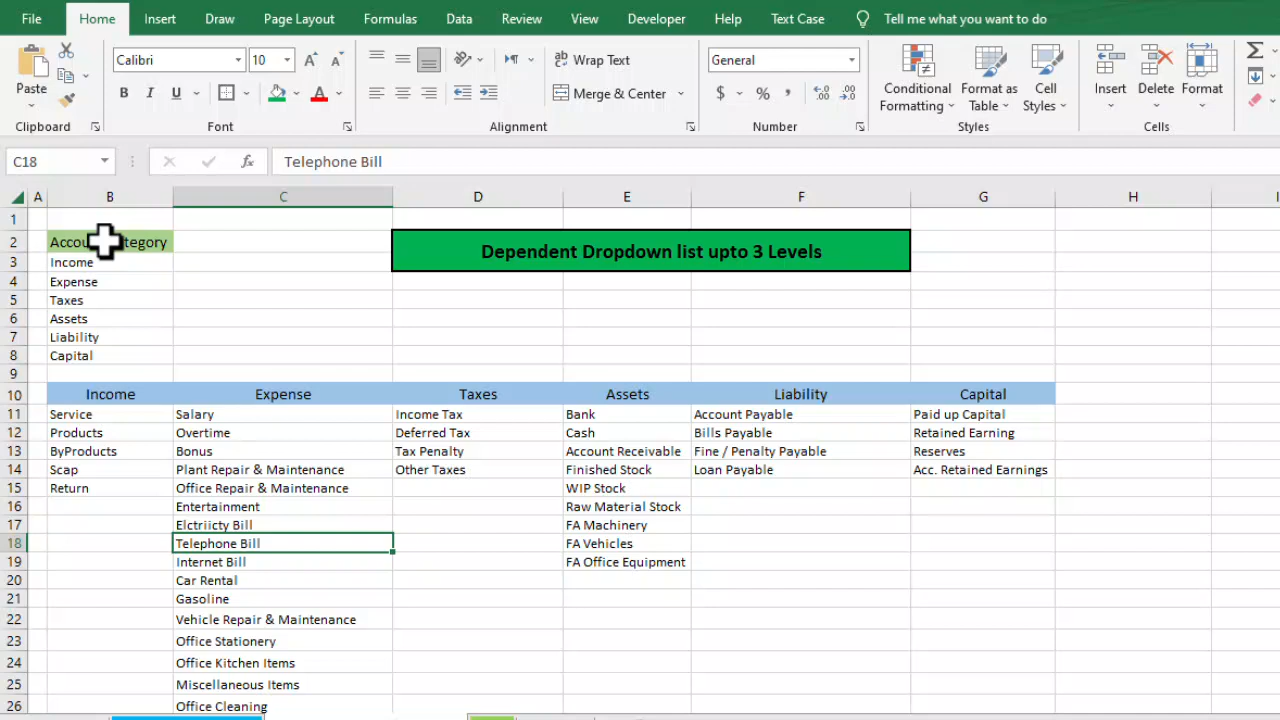 File Home Insert Draw Page Layout Formulas Data Review View Developer Help Text Case Tell me what you want to do
Calibri 10 Wrap Text General
Paste B I U Merge & Center $ % Conditional Formatting Format as Table Cell Styles Insert Delete Format
Clipboard Font Alignment Number Styles Cells
C18 fx Telephone Bill
A B C D E F G H I
1
2 Dependent Dropdown list upto 3 Levels
3 Income
4 Expense
5 Taxes
6 Assets
7 Liability
8 Capital
9
10 Income Expense Taxes Assets Liability Capital
11 Service Salary Income Tax Bank Account Payable Paid up Capital
12 Products Overtime Deferred Tax Cash Bills Payable Retained Earning
13 ByProducts Bonus Tax Penalty Account Receivable Fine / Penalty Payable Reserves
14 Scap Plant Repair & Maintenance Other Taxes Finished Stock Loan Payable Acc. Retained Earnings
15 Return Office Repair & Maintenance WIP Stock
16 Entertainment Raw Material Stock
17 Elctriicty Bill FA Machinery
18 Telephone Bill FA Vehicles
19 Internet Bill FA Office Equipment
20 Car Rental
21 Gasoline
22 Vehicle Repair & Maintenance
23 Office Stationery
24 Office Kitchen Items
25 Miscellaneous Items
26 Office Cleaning